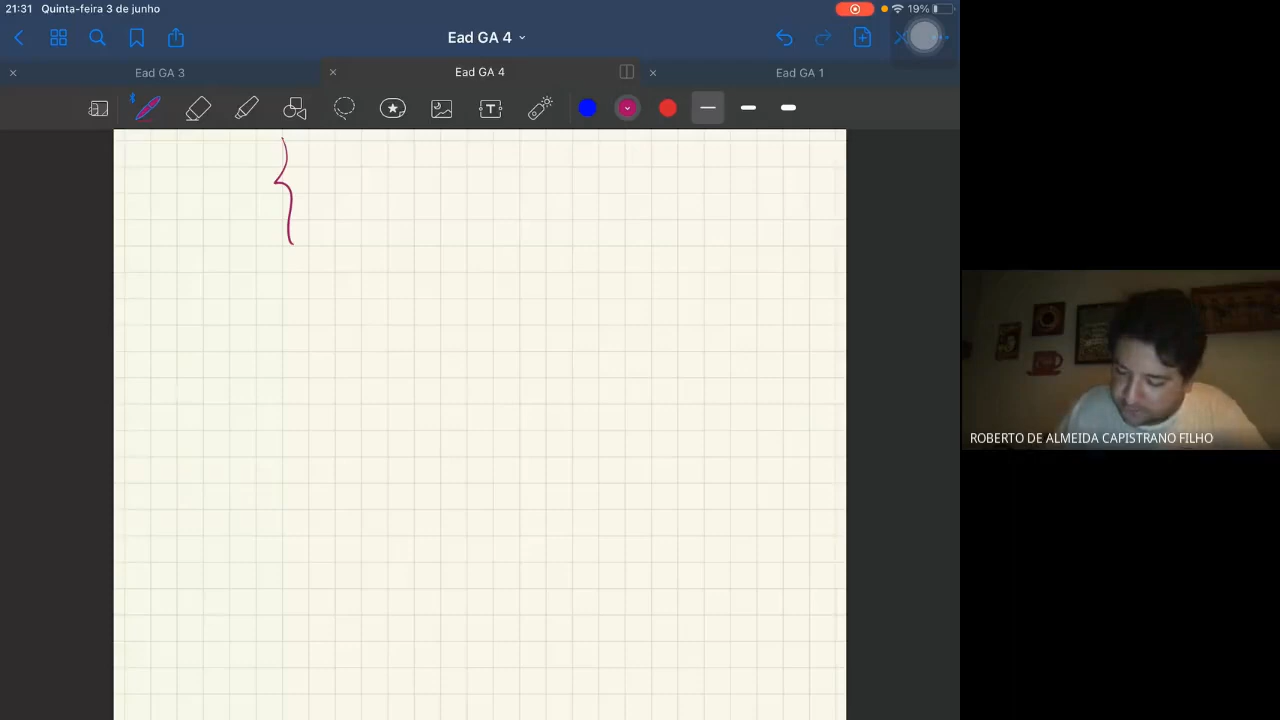 21:31 Quinta-feira 3 de junho
19%
Ead GA 4
Ead GA 3
Ead GA 4
Ead GA 1
T
{
ROBERTO DE ALMEIDA CAPISTRANO FILHO